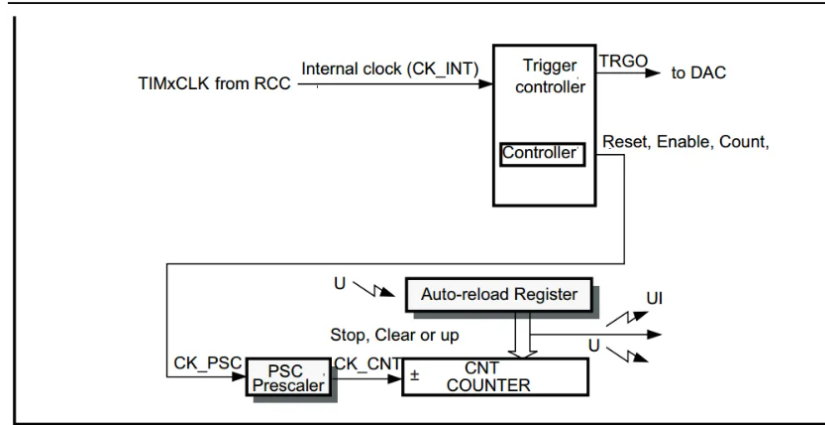 TIMxCLK from RCC
Internal clock (CK_INT)
Trigger
controller
TRGO
to DAC
Controller
Reset, Enable, Count,
U
Auto-reload Register
UI
Stop, Clear or up
U
CK_PSC
PSC
Prescaler
CK_CNT
±
CNT
COUNTER